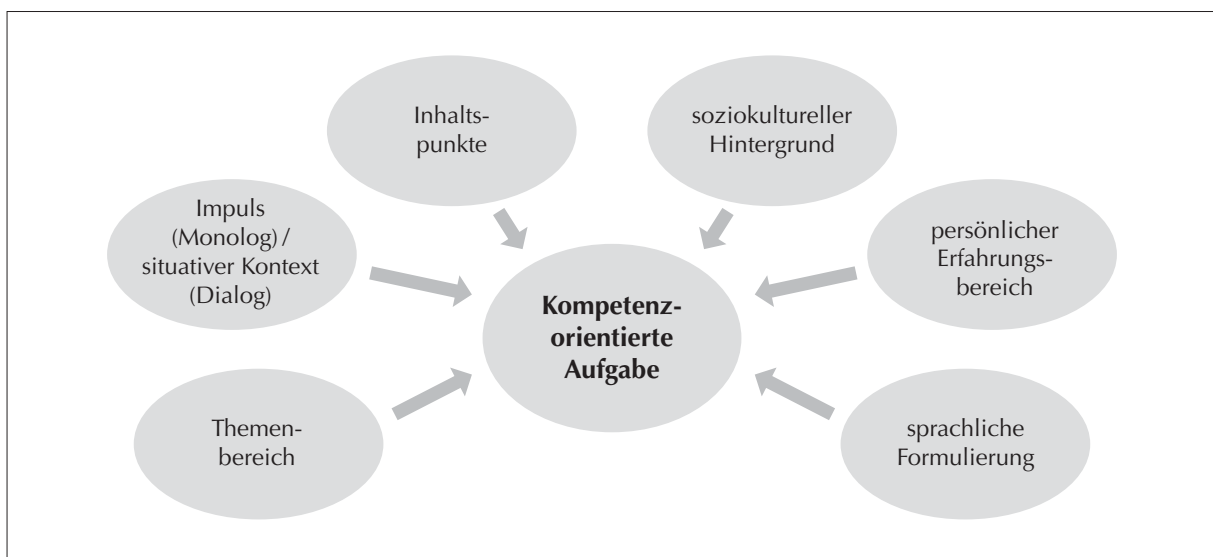 Inhalts-
punkte
soziokultureller
Hintergrund
Impuls
(Monolog) /
situativer Kontext
(Dialog)
persönlicher
Erfahrungs-
bereich
Kompetenz-
orientierte
Aufgabe
Themen-
bereich
sprachliche
Formulierung